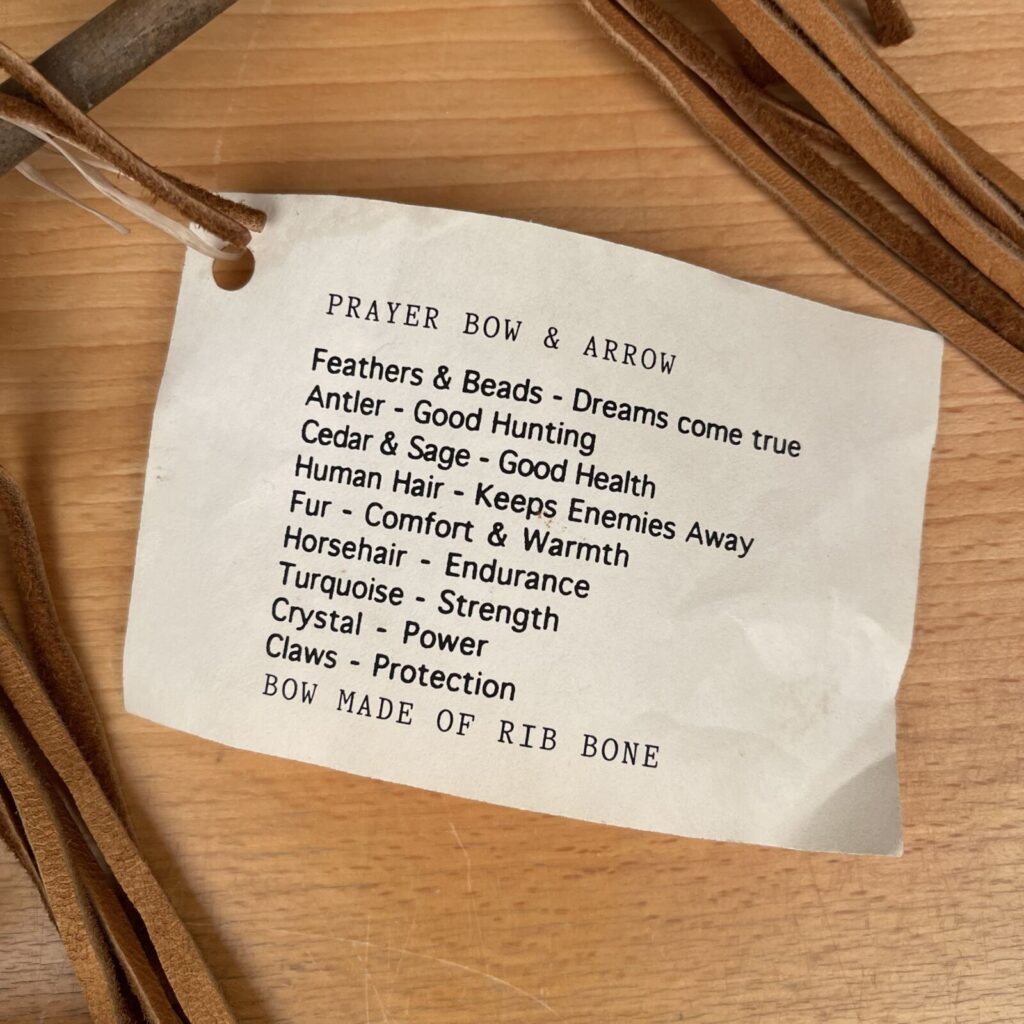 PRAYER BOW & ARROW
Feathers & Beads - Dreams come true
Antler - Good Hunting
Cedar & Sage - Good Health
Human Hair - Keeps Enemies Away
Fur - Comfort & Warmth
Horsehair - Endurance
Turquoise - Strength
Crystal - Power
Claws - Protection
BOW MADE OF RIB BONE